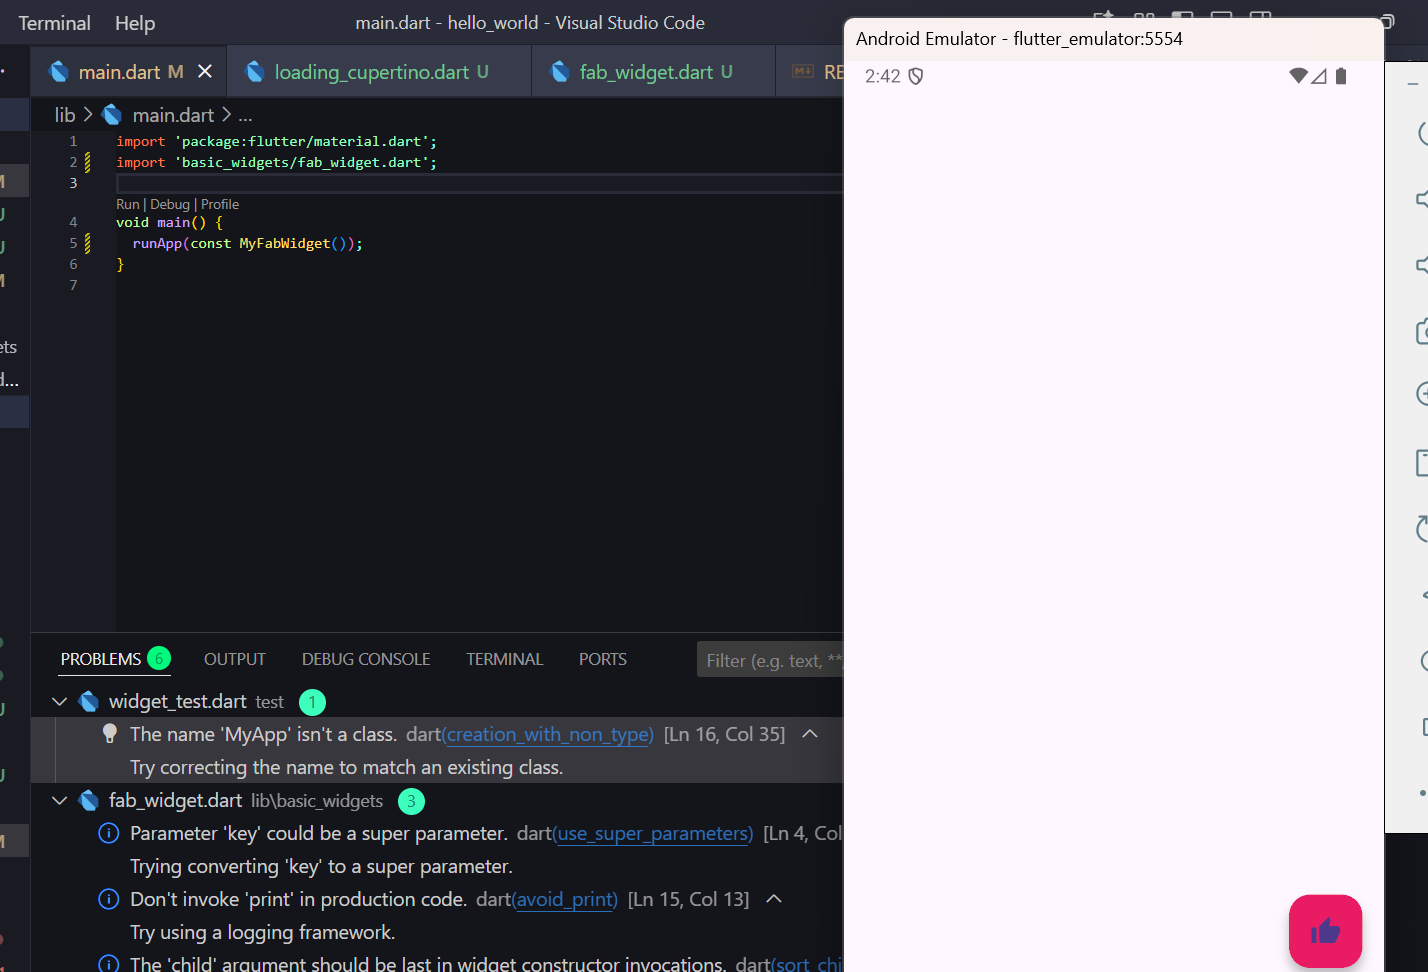 Terminal Help main.dart - hello_world - Visual Studio Code
Android Emulator - flutter_emulator:5554
main.dart M loading_cupertino.dart U fab_widget.dart U
2:42
lib > main.dart > ...
1 import 'package:flutter/material.dart';
2 import 'basic_widgets/fab_widget.dart';
3
Run | Debug | Profile
4 void main() {
5 runApp(const MyFabWidget());
6 }
7
PROBLEMS 6 OUTPUT DEBUG CONSOLE TERMINAL PORTS Filter (e.g. text, **
widget_test.dart test 1
The name 'MyApp' isn't a class. dart(creation_with_non_type) [Ln 16, Col 35]
Try correcting the name to match an existing class.
fab_widget.dart lib\basic_widgets 3
Parameter 'key' could be a super parameter. dart(use_super_parameters) [Ln 4, Col
Trying converting 'key' to a super parameter.
Don't invoke 'print' in production code. dart(avoid_print) [Ln 15, Col 13]
Try using a logging framework.
The 'child' argument should be last in widget constructor invocations. dart(sort_chi